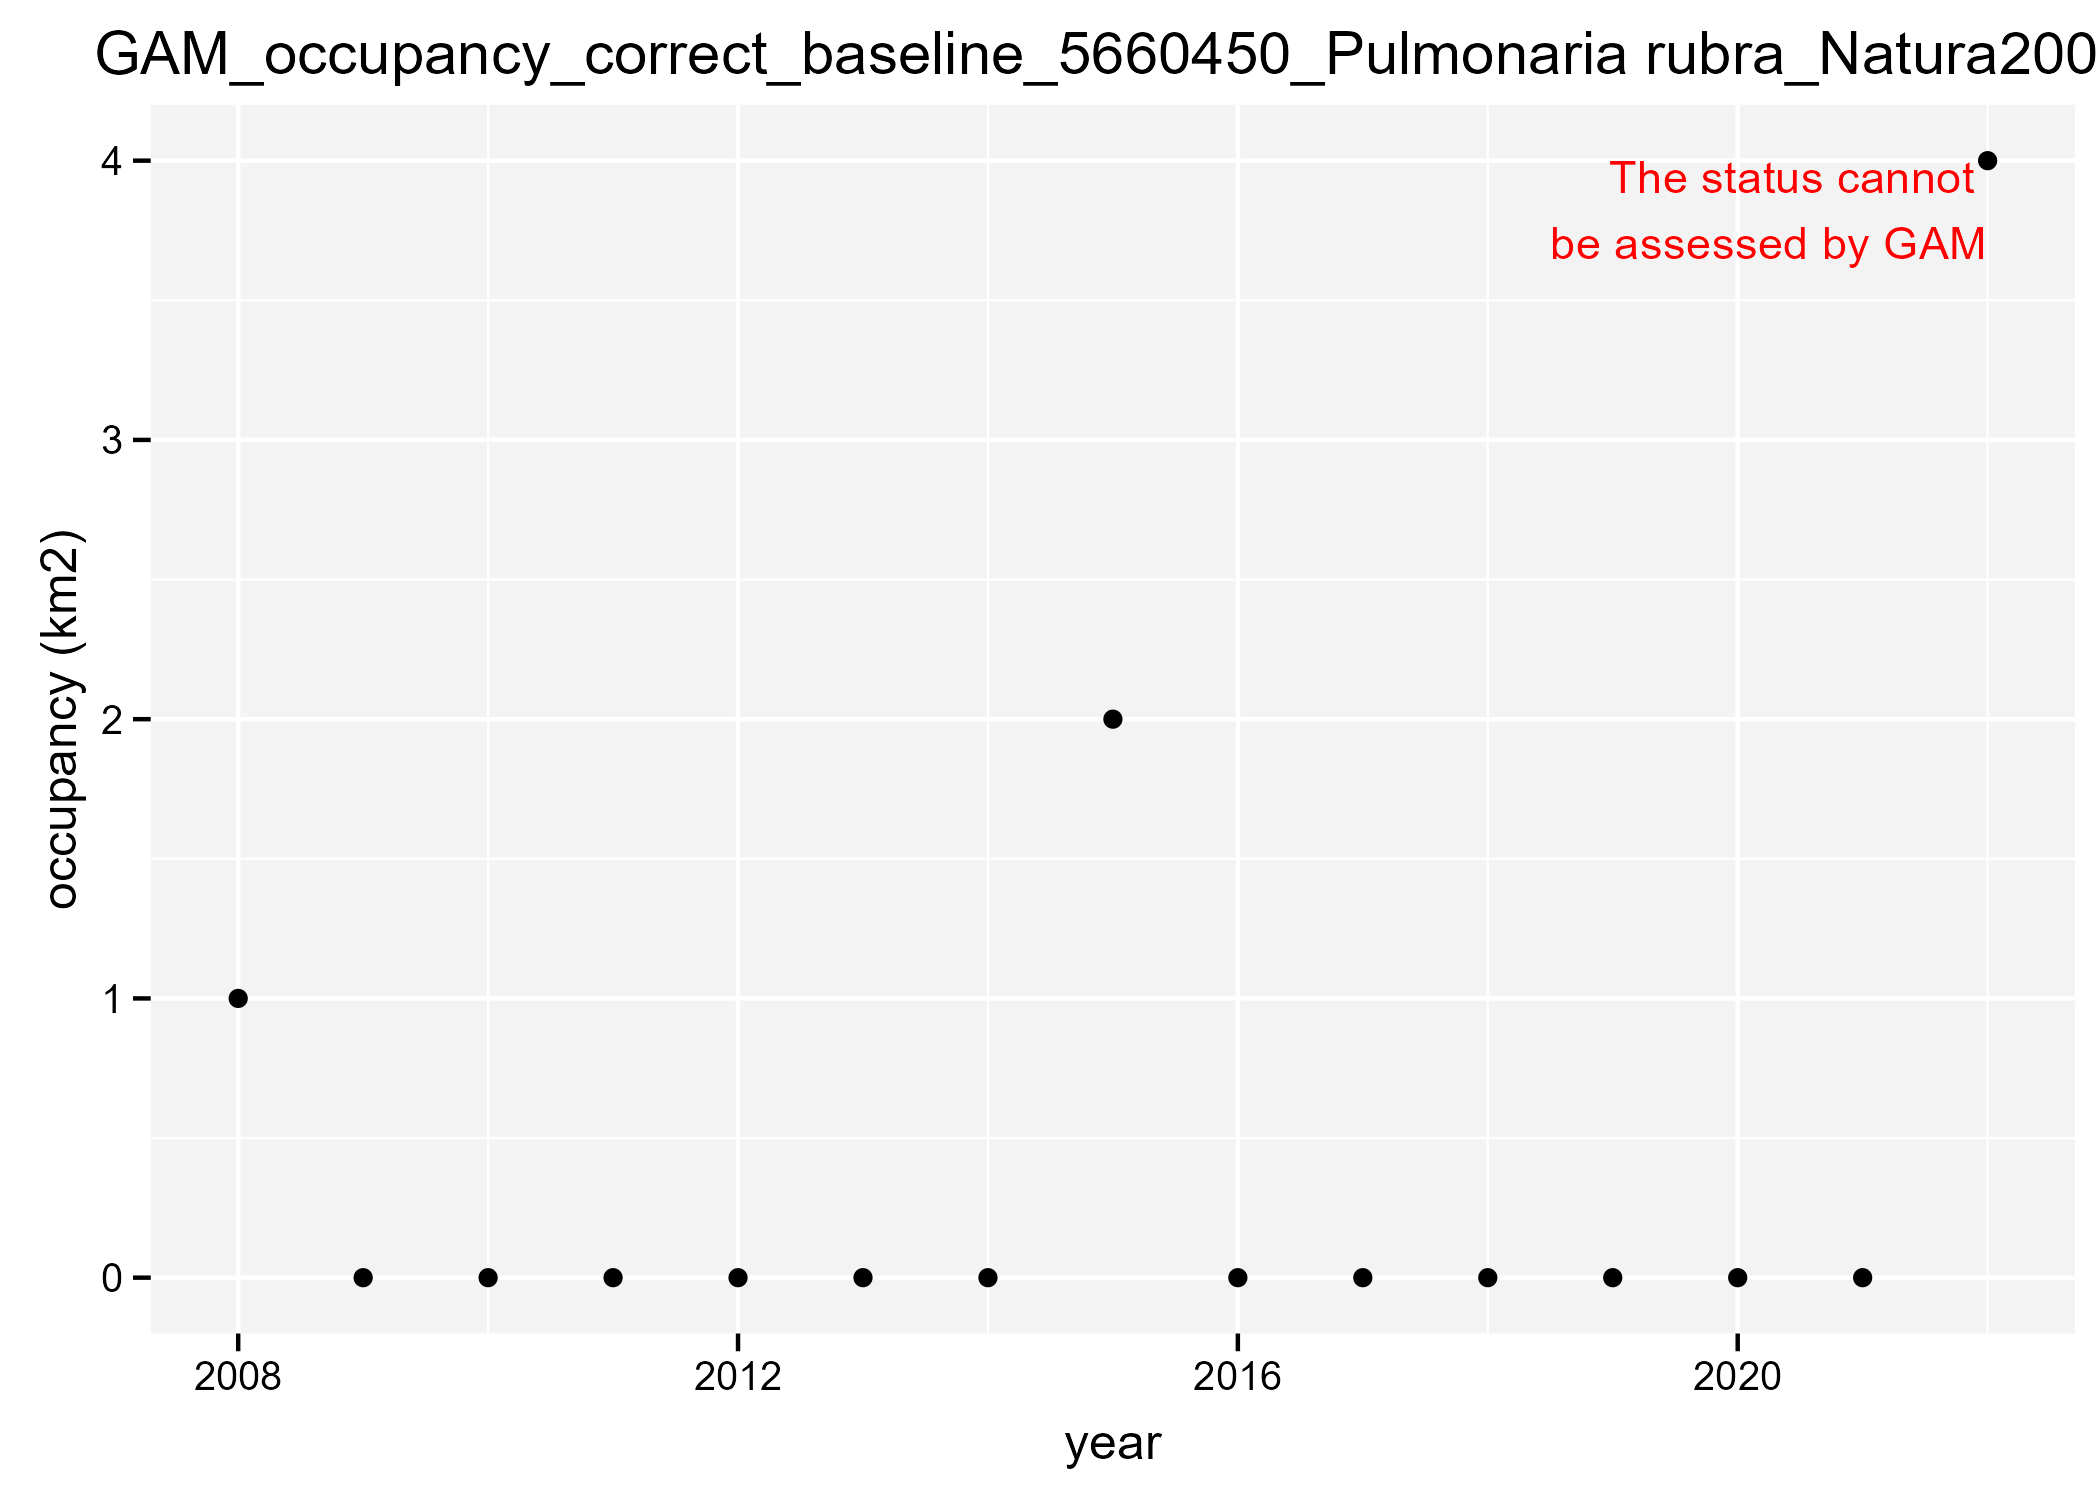 GAM_occupancy_correct_baseline_5660450_Pulmonaria rubra_Natura200
4
The status cannot
be assessed by GAM
3
occupancy (km2)
2
1
0
2008 2012 2016 2020
year